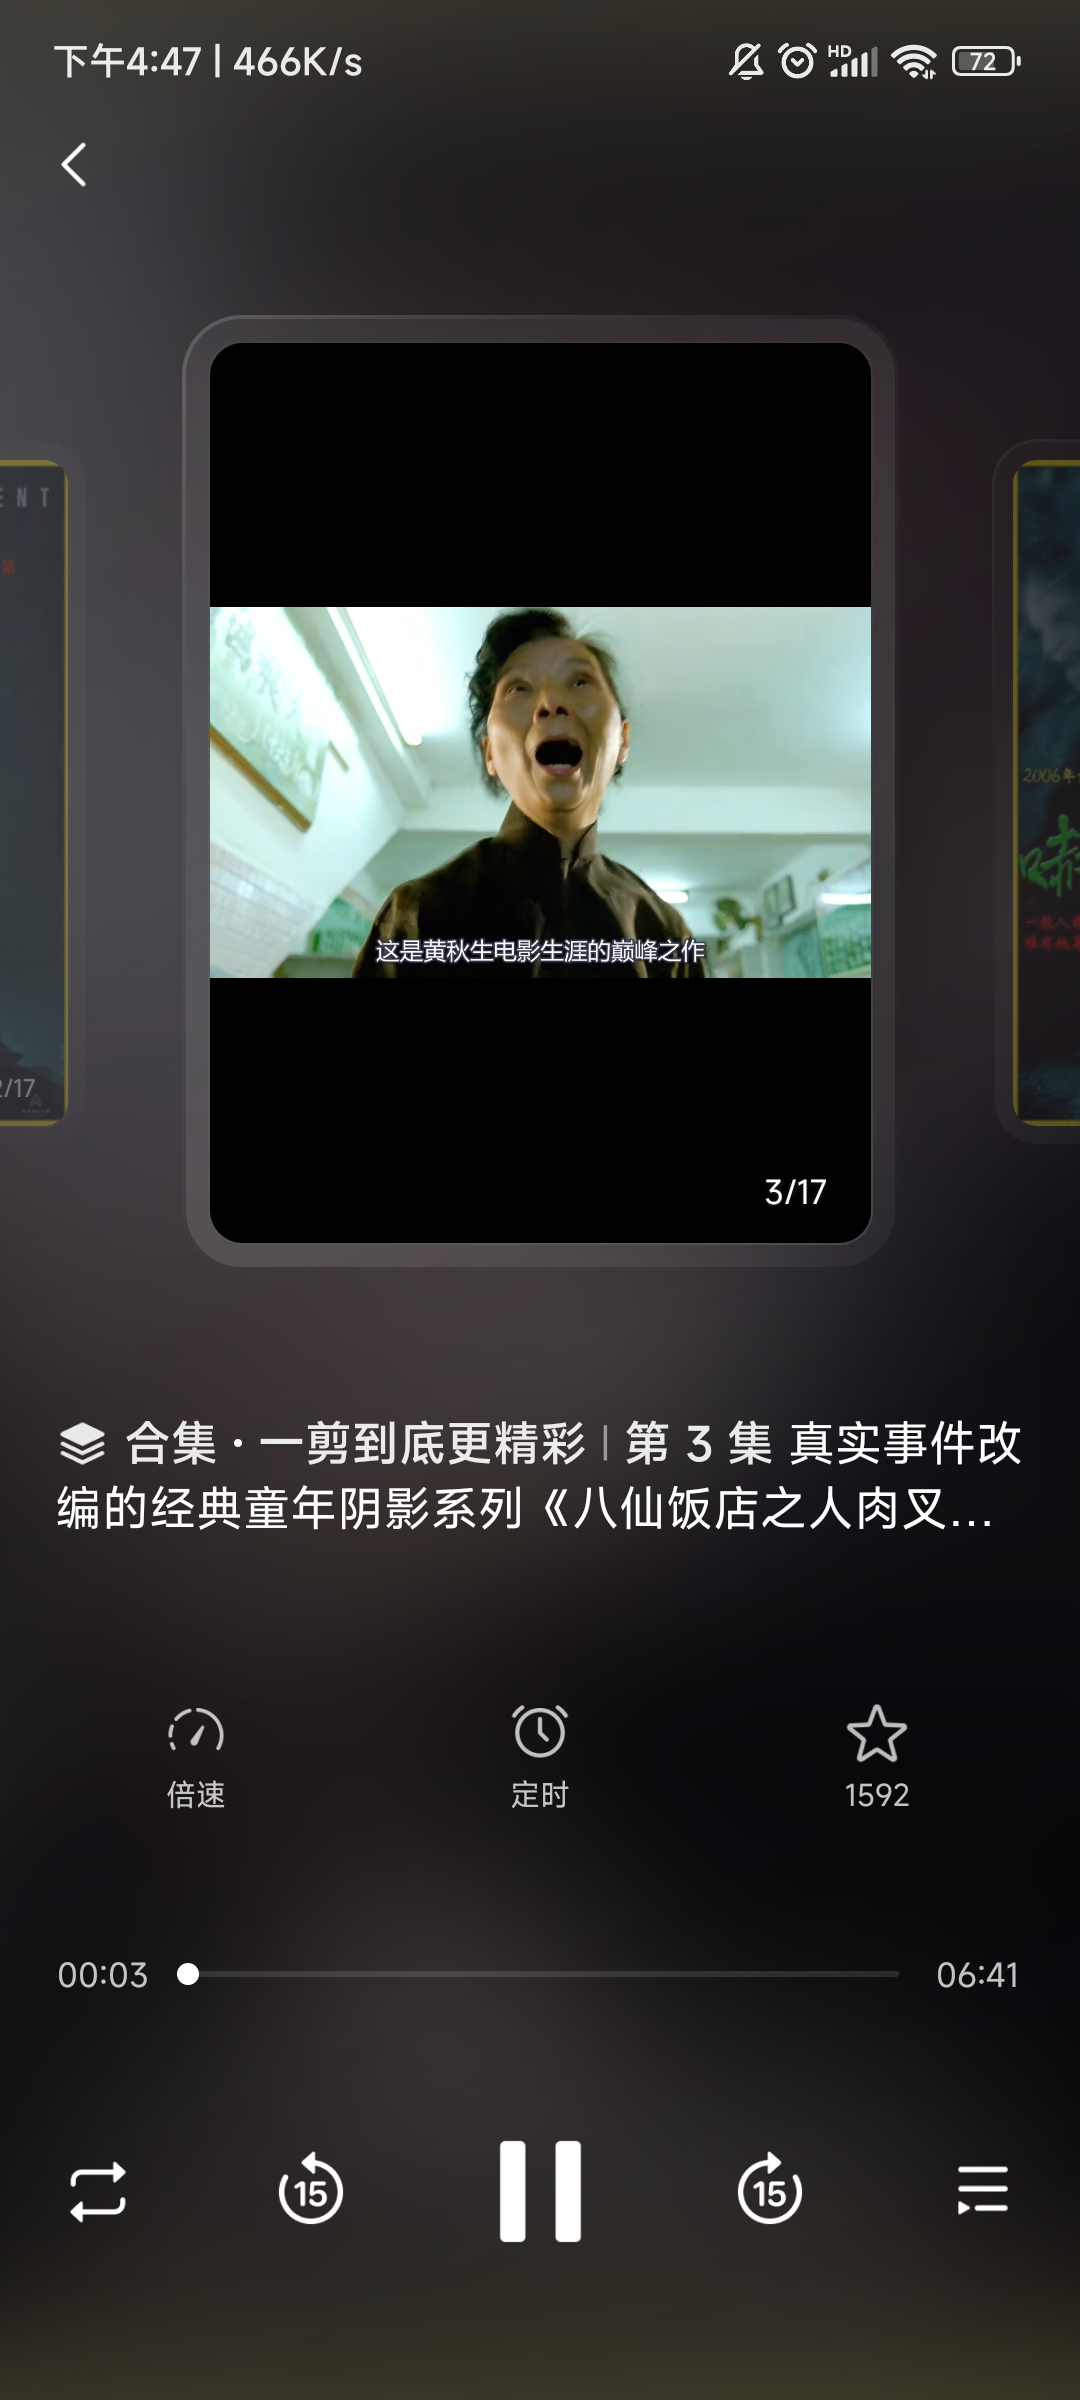 下午4:47 | 466K/s
HD
72
ENT
2006年
这是黄秋生电影生涯的巅峰之作
2/17
3/17
合集 · 一剪到底更精彩 | 第 3 集 真实事件改
编的经典童年阴影系列《八仙饭店之人肉叉...
倍速
定时
1592
00:03
06:41
15
15